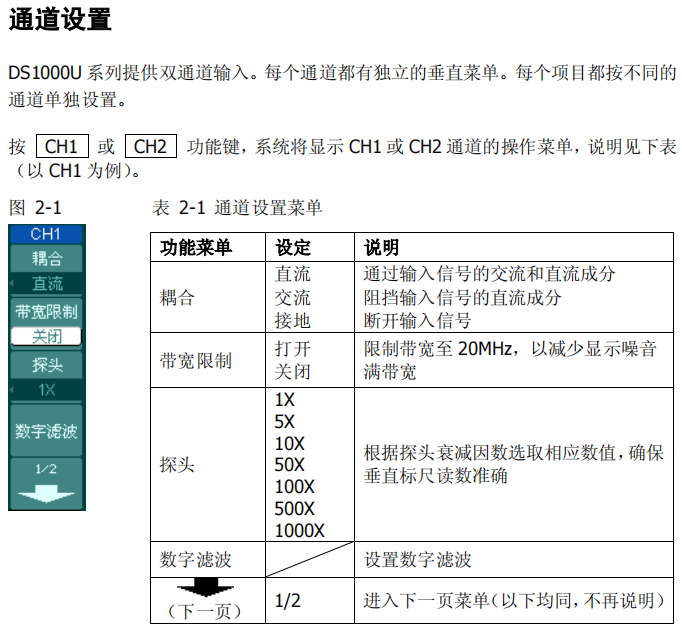 通道设置
DS1000U 系列提供双通道输入。每个通道都有独立的垂直菜单。每个项目都按不同的
通道单独设置。
按 CH1 或 CH2 功能键，系统将显示 CH1 或 CH2 通道的操作菜单，说明见下表
（以 CH1 为例）。
图 2-1
表 2-1 通道设置菜单
CH1
耦合
直流
带宽限制
关闭
探头
1X
数字滤波
1/2
功能菜单 设定 说明
耦合
直流 通过输入信号的交流和直流成分
交流 阻挡输入信号的直流成分
接地 断开输入信号
带宽限制
打开 限制带宽至 20MHz，以减少显示噪音
关闭 满带宽
探头
1X
5X
10X
50X
100X
500X
1000X
根据探头衰减因数选取相应数值，确保
垂直标尺读数准确
数字滤波 设置数字滤波
（下一页） 1/2 进入下一页菜单（以下均同，不再说明）